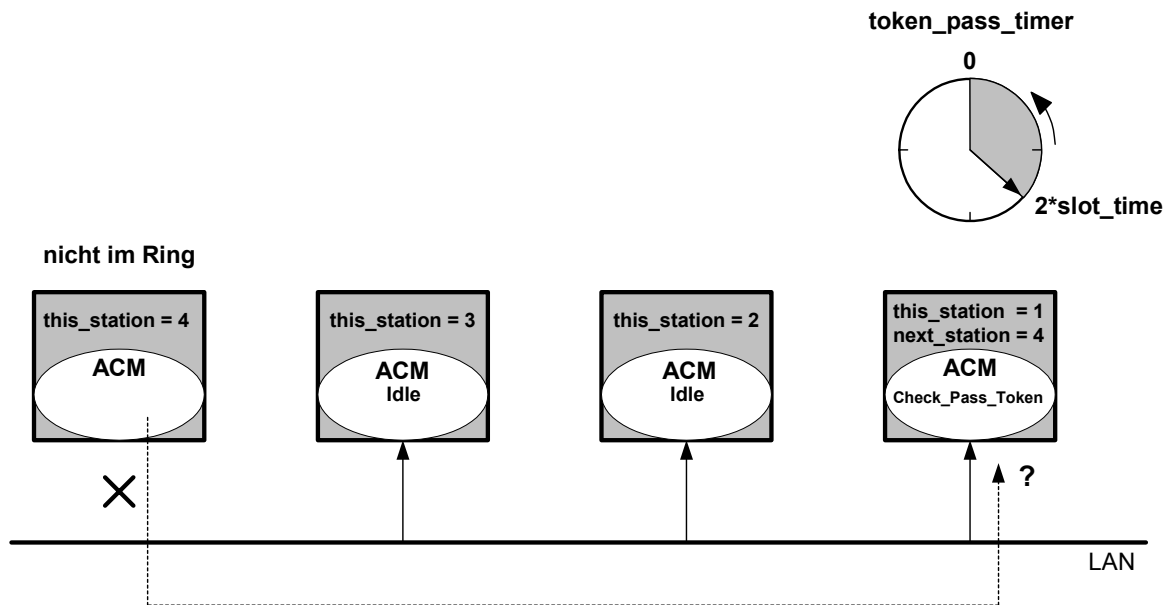 token_pass_timer
0
2*slot_time
nicht im Ring
this_station = 4
ACM
this_station = 3
ACM
Idle
this_station = 2
ACM
Idle
this_station = 1
next_station = 4
ACM
Check_Pass_Token
?
LAN